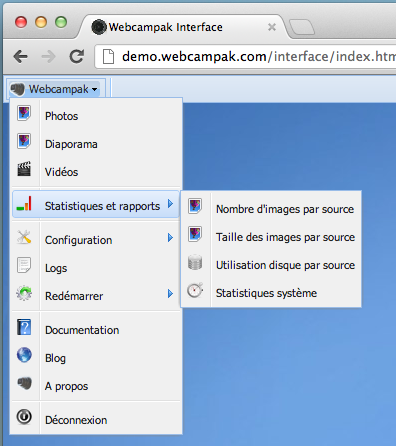 Webcampak Interface
demo.webcampak.com/interface/index.htm
Webcampak
Photos
Diaporama
Vidéos
Statistiques et rapports
Nombre d'images par source
Taille des images par source
Utilisation disque par source
Statistiques système
Configuration
Logs
Redémarrer
Documentation
Blog
A propos
Déconnexion